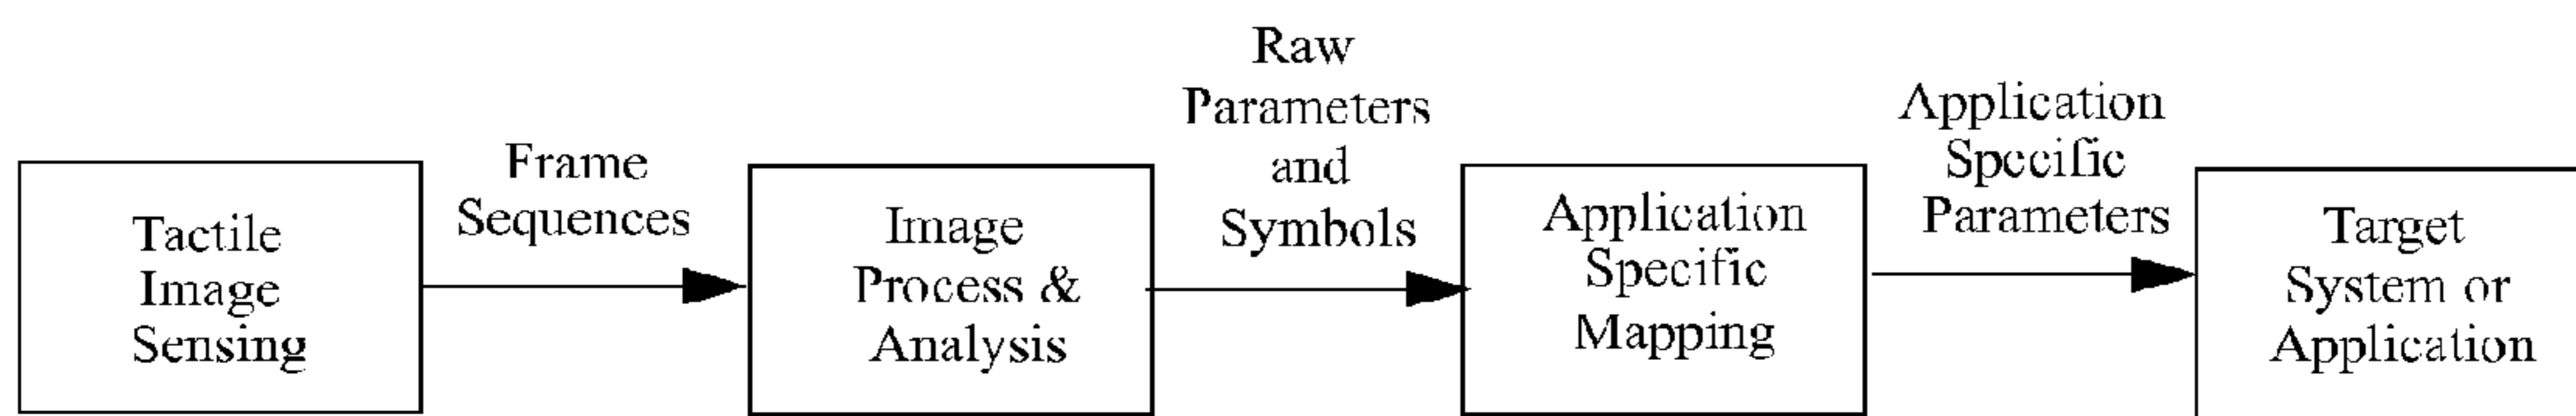 Tactile
Image
Sensing
Frame
Sequences
Image
Process &
Analysis
Raw
Parameters
and
Symbols
Application
Specific
Mapping
Application
Specific
Parameters
Target
System or
Application